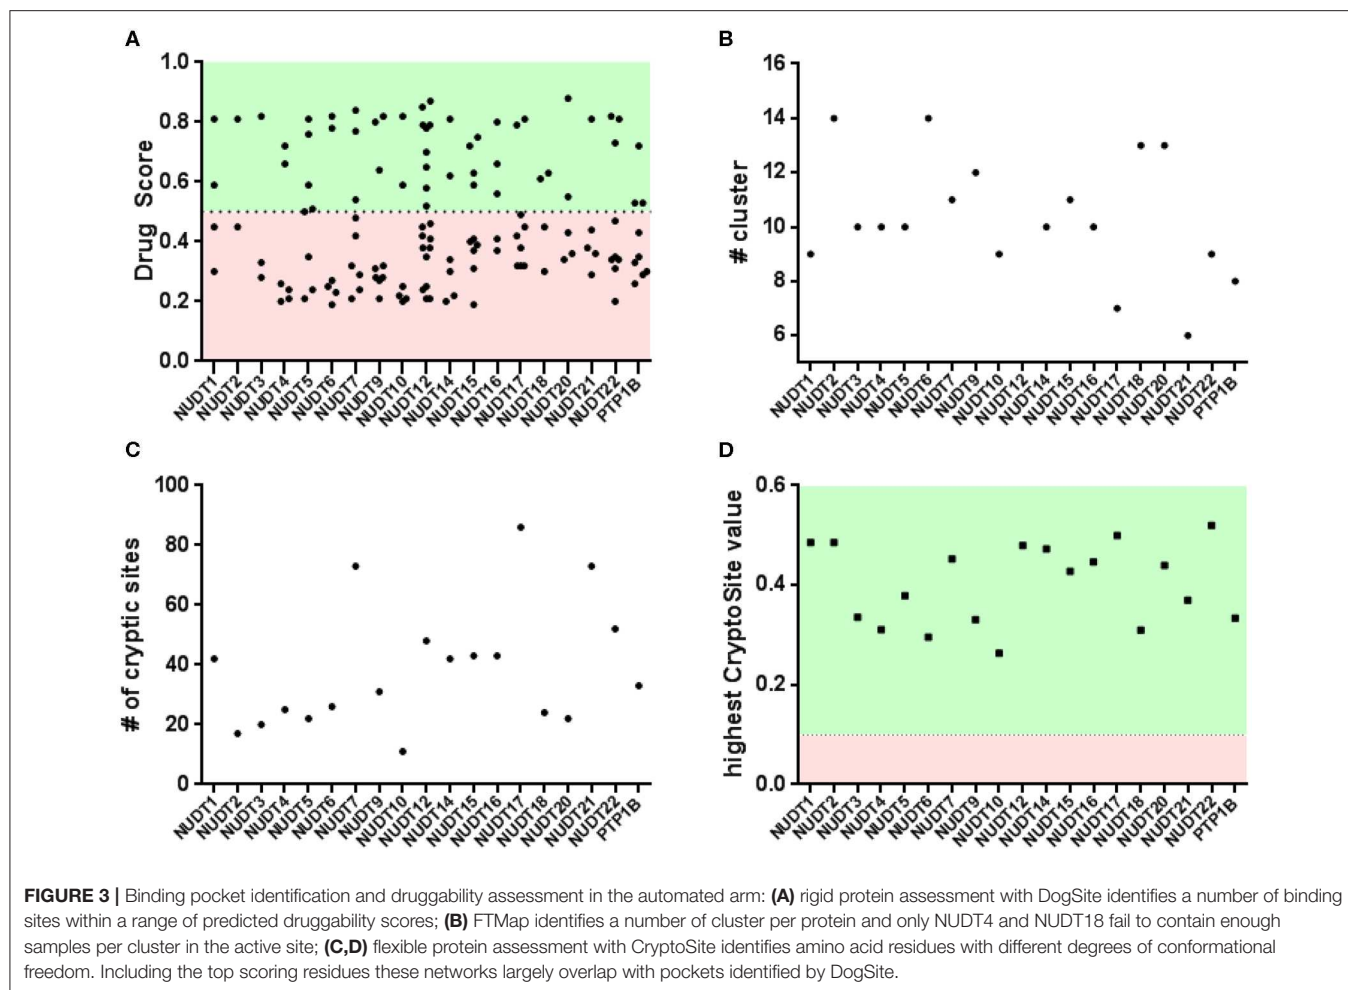 A
Drug Score
1.0
0.8
0.6
0.4
0.2
0.0
NUDT1
NUDT2
NUDT3
NUDT4
NUDT5
NUDT6
NUDT7
NUDT9
NUDT10
NUDT12
NUDT14
NUDT15
NUDT16
NUDT17
NUDT18
NUDT20
NUDT21
NUDT22
PTP1B
B
# cluster
16
14
12
10
8
6
NUDT1
NUDT2
NUDT3
NUDT4
NUDT5
NUDT6
NUDT7
NUDT9
NUDT10
NUDT12
NUDT14
NUDT15
NUDT16
NUDT17
NUDT18
NUDT20
NUDT21
NUDT22
PTP1B
C
# of cryptic sites
100
80
60
40
20
0
NUDT1
NUDT2
NUDT3
NUDT4
NUDT5
NUDT6
NUDT7
NUDT9
NUDT10
NUDT12
NUDT14
NUDT15
NUDT16
NUDT17
NUDT18
NUDT20
NUDT21
NUDT22
PTP1B
D
highest CryptoSite value
0.6
0.4
0.2
0.0
NUDT1
NUDT2
NUDT3
NUDT4
NUDT5
NUDT6
NUDT7
NUDT9
NUDT10
NUDT12
NUDT14
NUDT15
NUDT16
NUDT17
NUDT18
NUDT20
NUDT21
NUDT22
PTP1B
FIGURE 3 | Binding pocket identification and druggability assessment in the automated arm: (A) rigid protein assessment with DogSite identifies a number of binding
sites within a range of predicted druggability scores; (B) FTMap identifies a number of cluster per protein and only NUDT4 and NUDT18 fail to contain enough
samples per cluster in the active site; (C,D) flexible protein assessment with CryptoSite identifies amino acid residues with different degrees of conformational
freedom. Including the top scoring residues these networks largely overlap with pockets identified by DogSite.